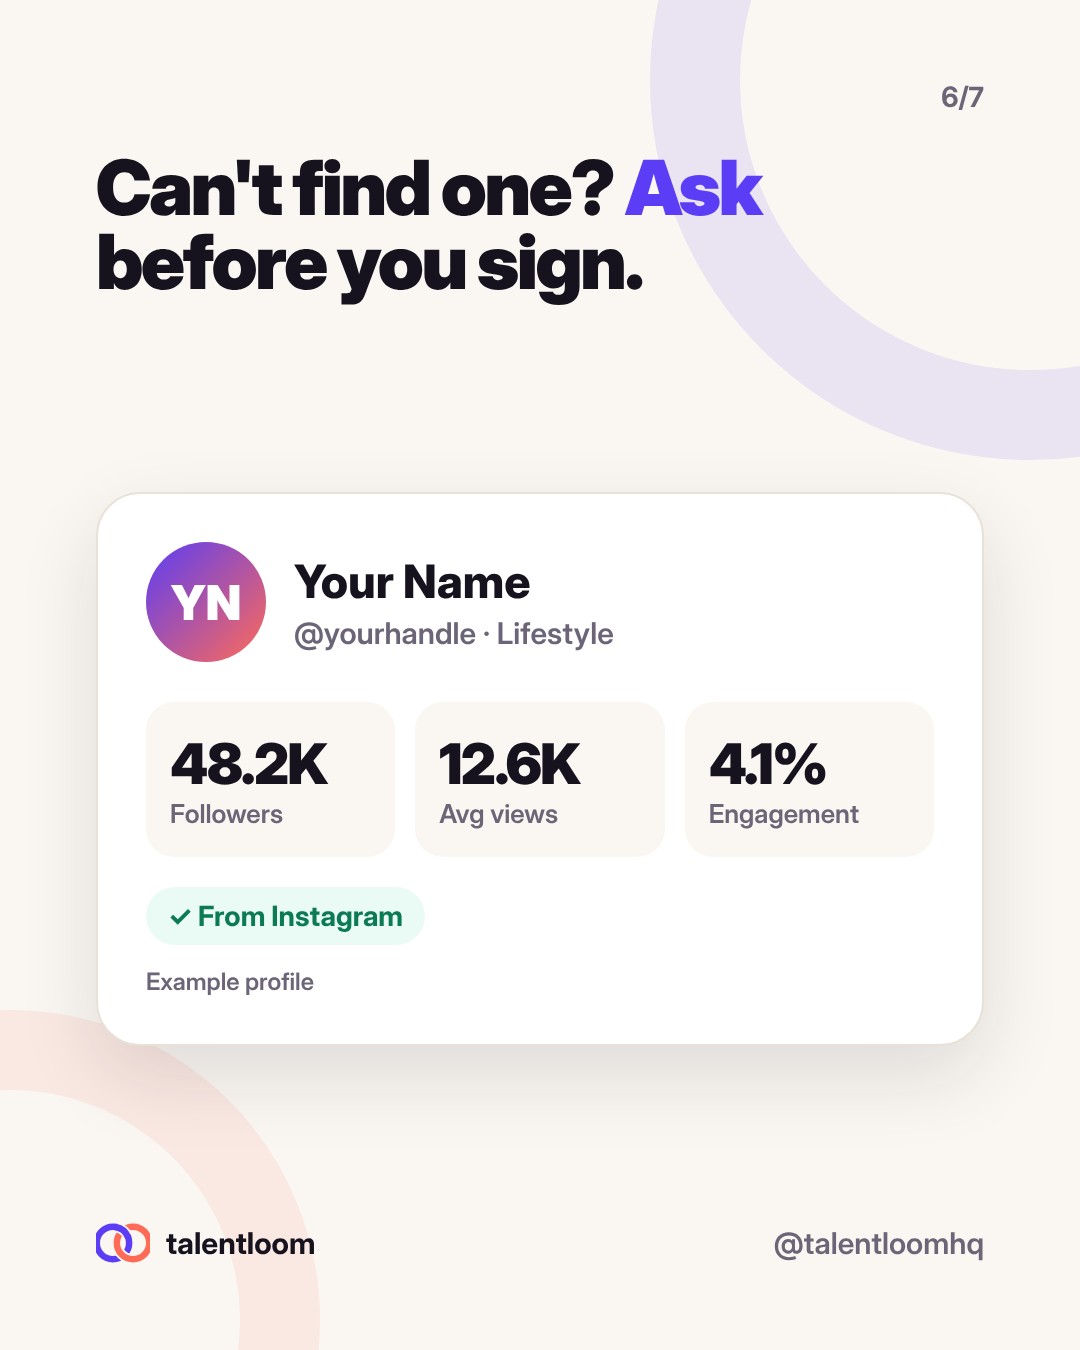 6/7
Can't find one? Ask
before you sign.
YN
Your Name
@yourhandle · Lifestyle
48.2K
Followers
12.6K
Avg views
4.1%
Engagement
✓ From Instagram
Example profile
talentloom
@talentloomhq